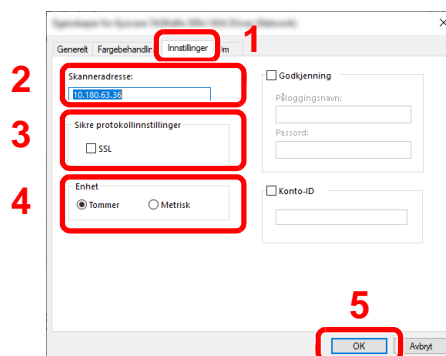 1
Generelt Fargebehandlin Innstillinger
2
Skanneradresse:
10.180.63.36
Godkjenning
Påloggingsnavn:
3
Sikre protokollinnstillinger
SSL
Passord:
4
Enhet
Tommer Metrisk
Konto-ID
5
OK Avbryt